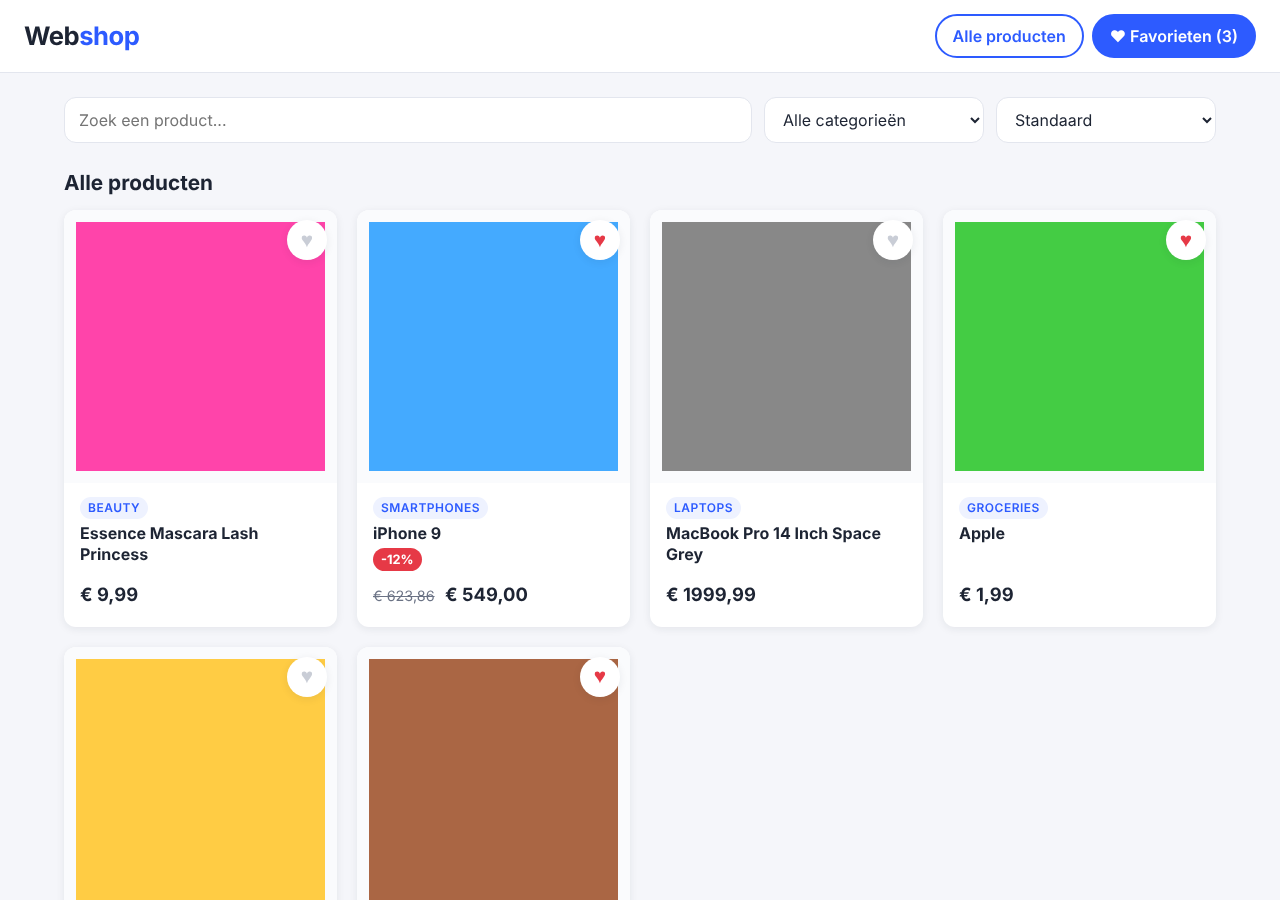 Webshop
Alle producten
♥ Favorieten (3)
Zoek een product...
Alle categorieën
Standaard
Alle producten
BEAUTY
Essence Mascara Lash
Princess
€ 9,99
SMARTPHONES
iPhone 9
-12%
€ 623,86 € 549,00
LAPTOPS
MacBook Pro 14 Inch Space
Grey
€ 1999,99
GROCERIES
Apple
€ 1,99